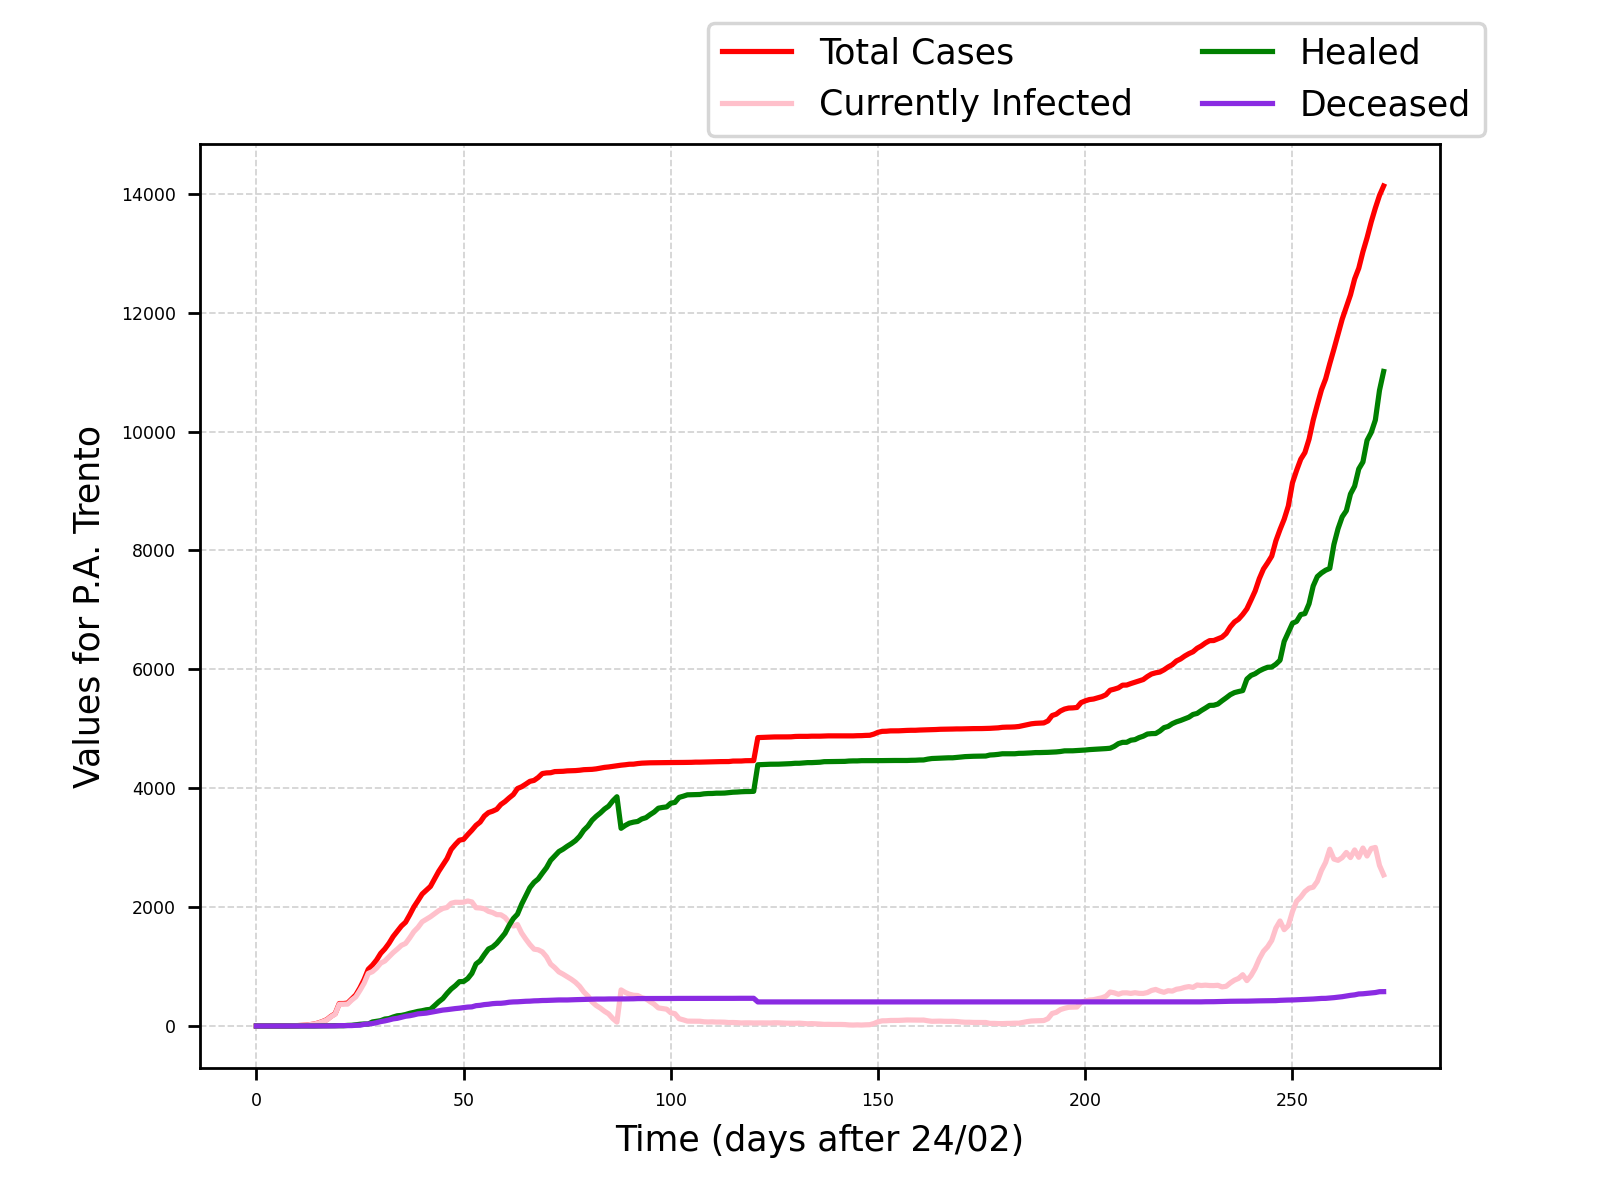 Total Cases
Currently Infected
Healed
Deceased
14000
12000
10000
8000
6000
4000
2000
0
Values for P.A. Trento
0 50 100 150 200 250
Time (days after 24/02)